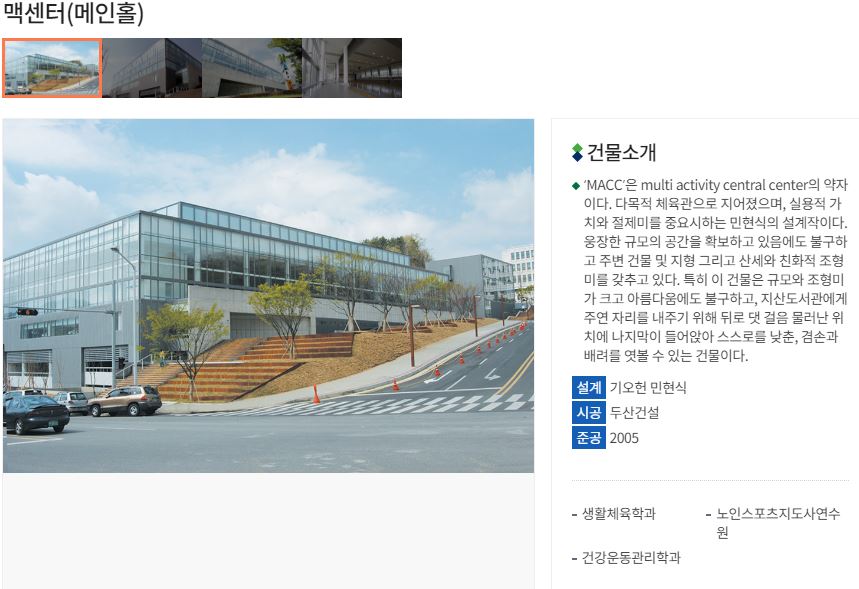 맥센터(메인홀)
건물소개
‘MACC’은 multi activity central center의 약자
이다. 다목적 체육관으로 지어졌으며, 실용적 가
치와 절제미를 중요시하는 민현식의 설계작이다.
웅장한 규모의 공간을 확보하고 있음에도 불구하
고 주변 건물 및 지형 그리고 산세와 친화적 조형
미를 갖추고 있다. 특히 이 건물은 규모와 조형미
가 크고 아름다움에도 불구하고, 지산도서관에게
주연 자리를 내주기 위해 뒤로 댓 걸음 물러난 위
치에 나지막이 들어앉아 스스로를 낮춘, 겸손과
배려를 엿볼 수 있는 건물이다.
설계 기오헌 민현식
시공 두산건설
준공 2005
- 생활체육학과
- 노인스포츠지도사연수
원
- 건강운동관리학과